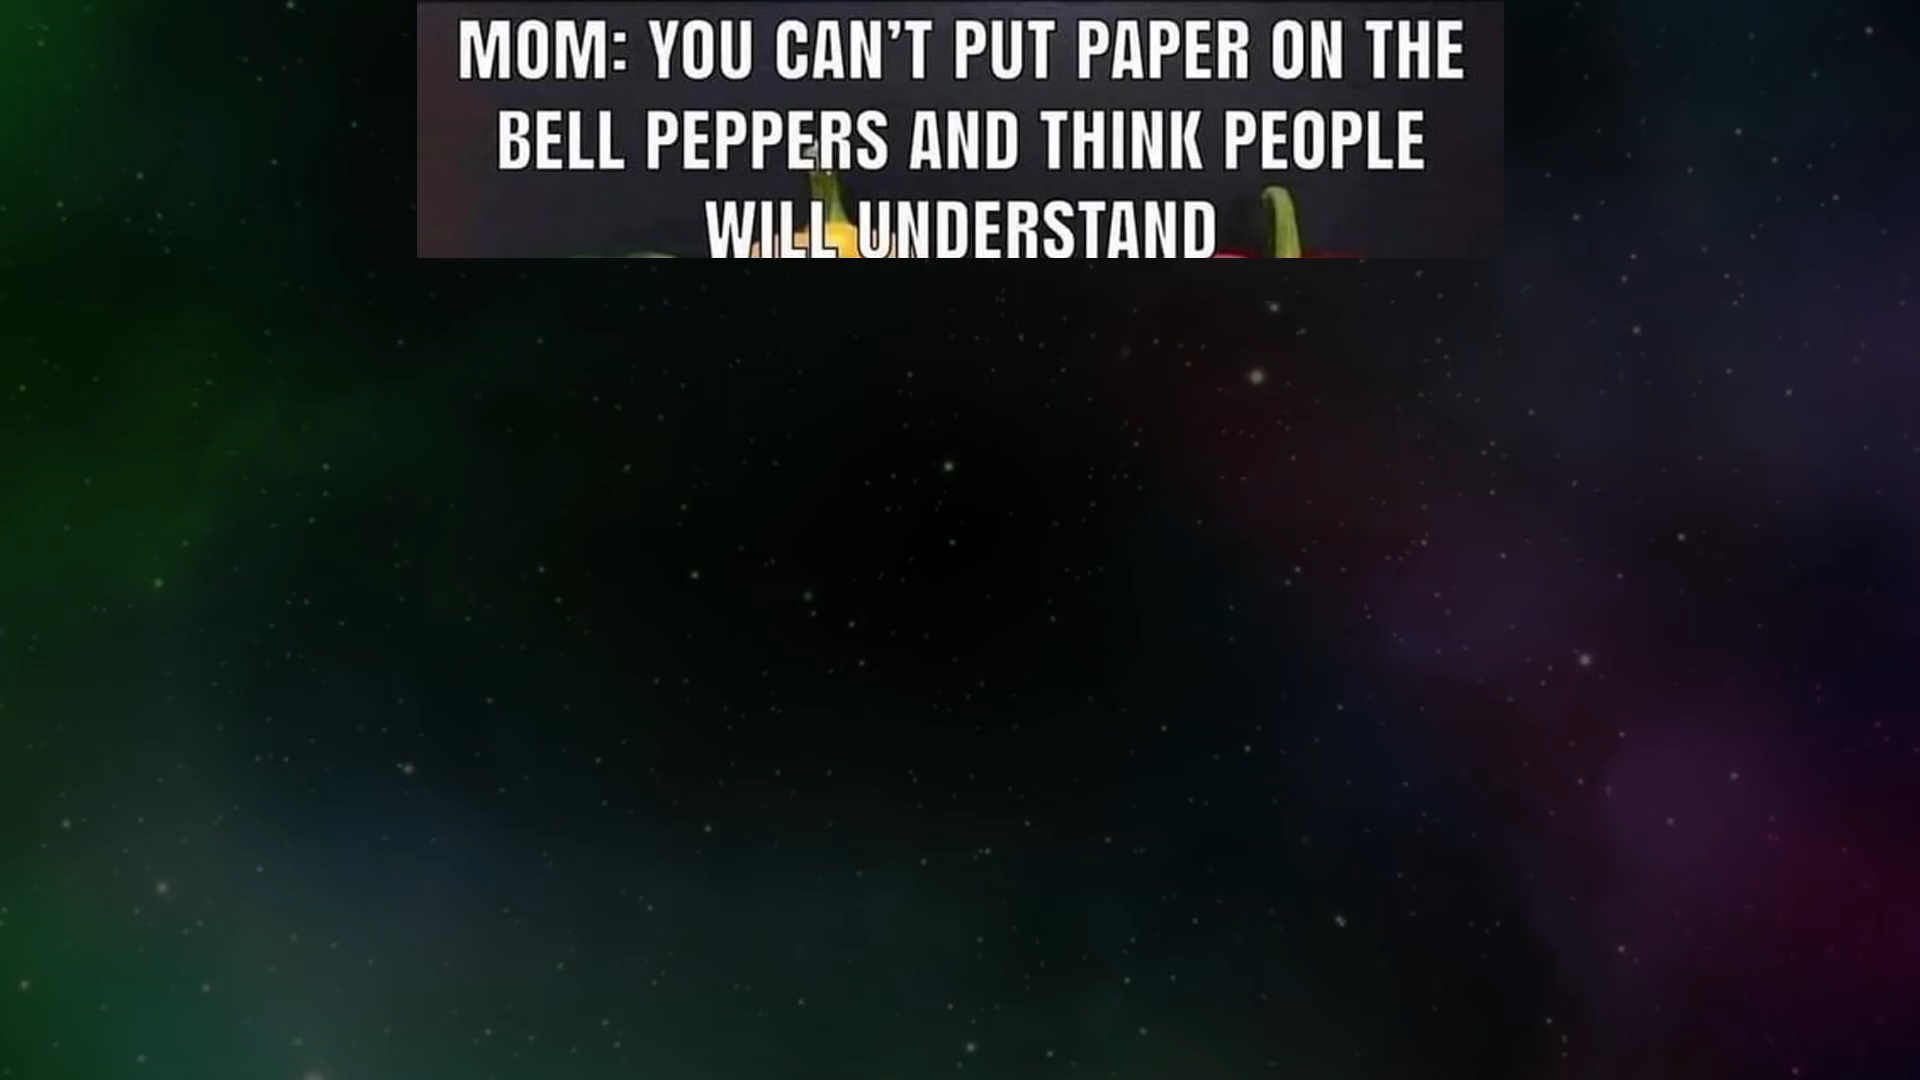 MOM: YOU CAN'T PUT PAPER ON THE
BELL PEPPERS AND THINK PEOPLE
WILL UNDERSTAND